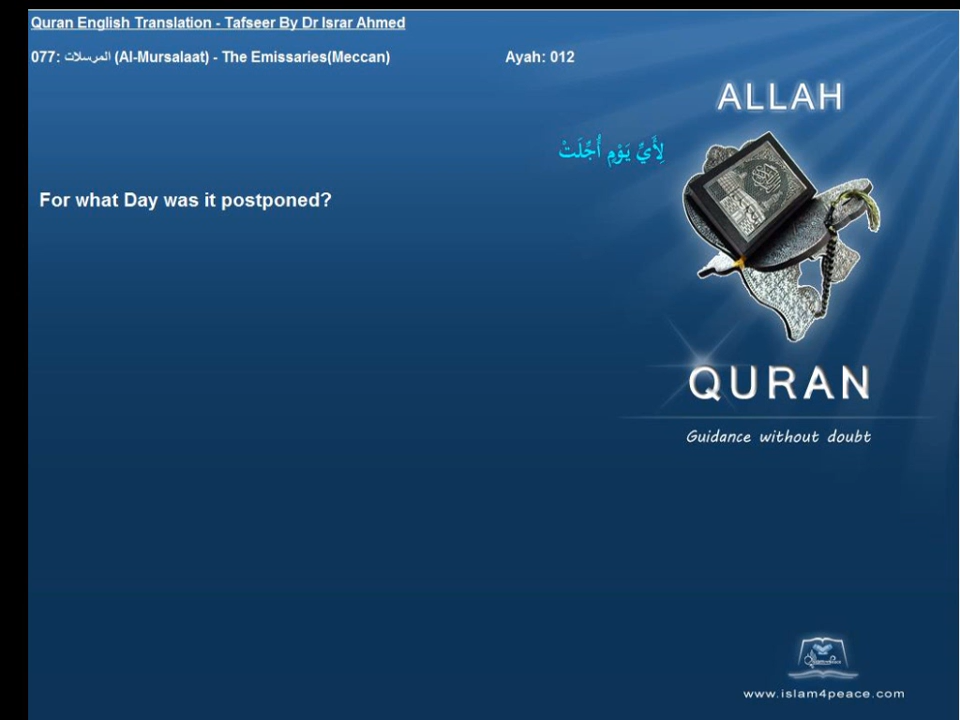 Quran English Translation - Tafseer By Dr Israr Ahmed
077: المرسلات (Al-Mursalaat) - The Emissaries(Meccan) Ayah: 012
ALLAH
لِأَيِّ يَوْمٍ أُجِّلَتْ
For what Day was it postponed?
QURAN
Guidance without doubt
www.islam4peace.com